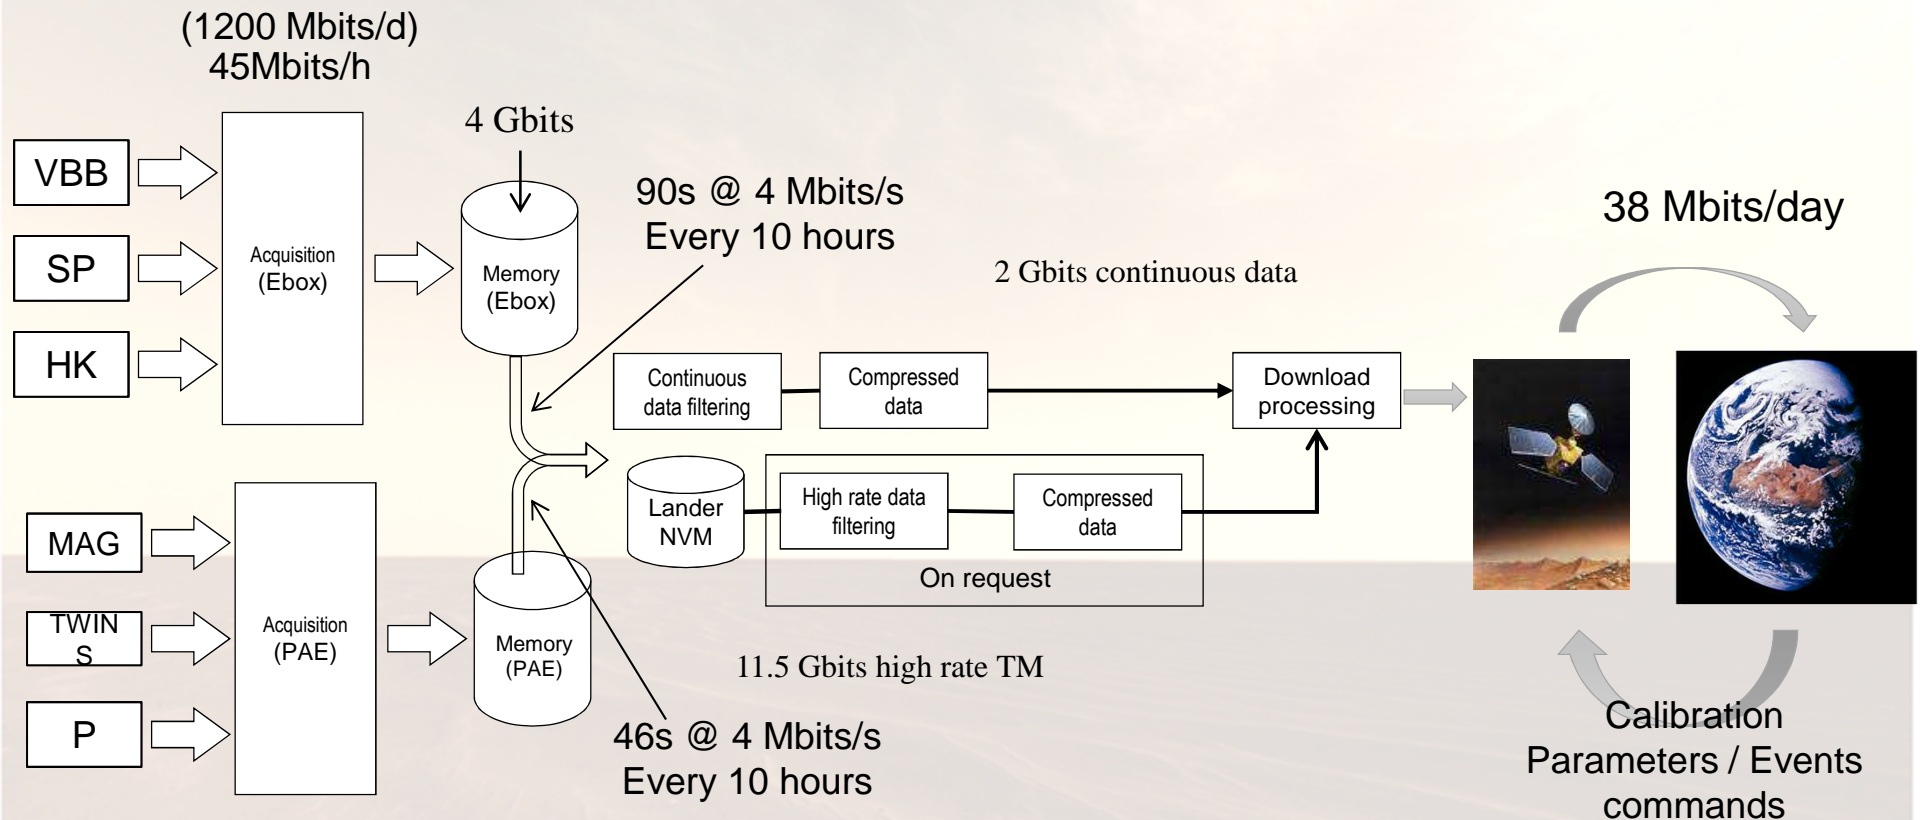 (1200 Mbits/d)
45Mbits/h
4 Gbits
90s @ 4 Mbits/s
Every 10 hours
38 Mbits/day
2 Gbits continuous data
VBB
SP
HK
Acquisition
(Ebox)
Memory
(Ebox)
Continuous
data filtering
Compressed
data
Download
processing
Lander
NVM
High rate data
filtering
Compressed
data
On request
MAG
TWIN
S
P
Acquisition
(PAE)
Memory
(PAE)
11.5 Gbits high rate TM
46s @ 4 Mbits/s
Every 10 hours
Calibration
Parameters / Events
commands